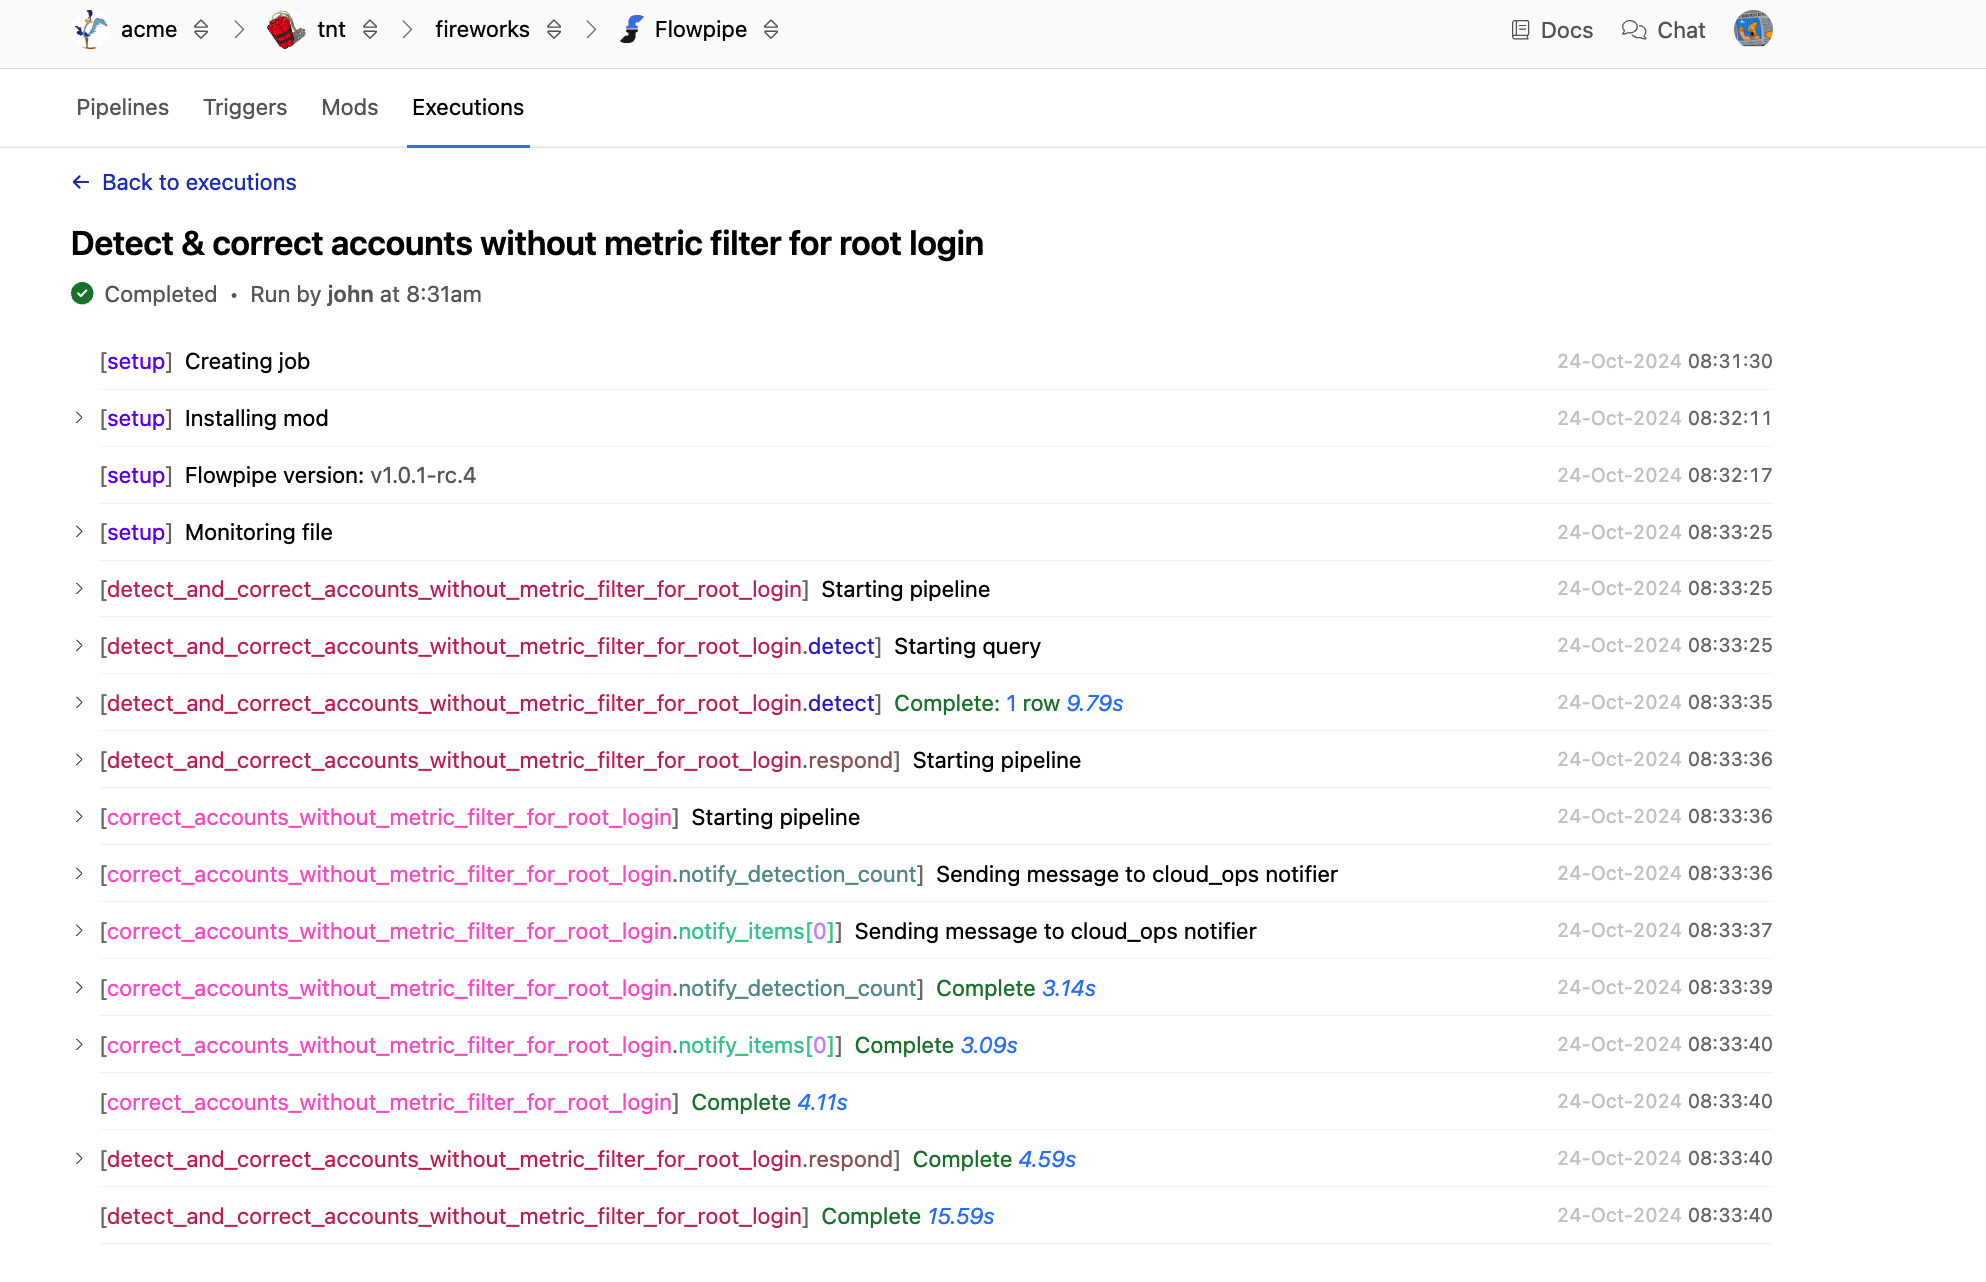 acme tnt fireworks Flowpipe Docs Chat
Pipelines Triggers Mods Executions
← Back to executions
Detect & correct accounts without metric filter for root login
Completed • Run by john at 8:31am
[setup] Creating job 24-Oct-2024 08:31:30
[setup] Installing mod 24-Oct-2024 08:32:11
[setup] Flowpipe version: v1.0.1-rc.4 24-Oct-2024 08:32:17
[setup] Monitoring file 24-Oct-2024 08:33:25
[detect_and_correct_accounts_without_metric_filter_for_root_login] Starting pipeline 24-Oct-2024 08:33:25
[detect_and_correct_accounts_without_metric_filter_for_root_login.detect] Starting query 24-Oct-2024 08:33:25
[detect_and_correct_accounts_without_metric_filter_for_root_login.detect] Complete: 1 row 9.79s 24-Oct-2024 08:33:35
[detect_and_correct_accounts_without_metric_filter_for_root_login.respond] Starting pipeline 24-Oct-2024 08:33:36
[correct_accounts_without_metric_filter_for_root_login] Starting pipeline 24-Oct-2024 08:33:36
[correct_accounts_without_metric_filter_for_root_login.notify_detection_count] Sending message to cloud_ops notifier 24-Oct-2024 08:33:36
[correct_accounts_without_metric_filter_for_root_login.notify_items[0]] Sending message to cloud_ops notifier 24-Oct-2024 08:33:37
[correct_accounts_without_metric_filter_for_root_login.notify_detection_count] Complete 3.14s 24-Oct-2024 08:33:39
[correct_accounts_without_metric_filter_for_root_login.notify_items[0]] Complete 3.09s 24-Oct-2024 08:33:40
[correct_accounts_without_metric_filter_for_root_login] Complete 4.11s 24-Oct-2024 08:33:40
[detect_and_correct_accounts_without_metric_filter_for_root_login.respond] Complete 4.59s 24-Oct-2024 08:33:40
[detect_and_correct_accounts_without_metric_filter_for_root_login] Complete 15.59s 24-Oct-2024 08:33:40